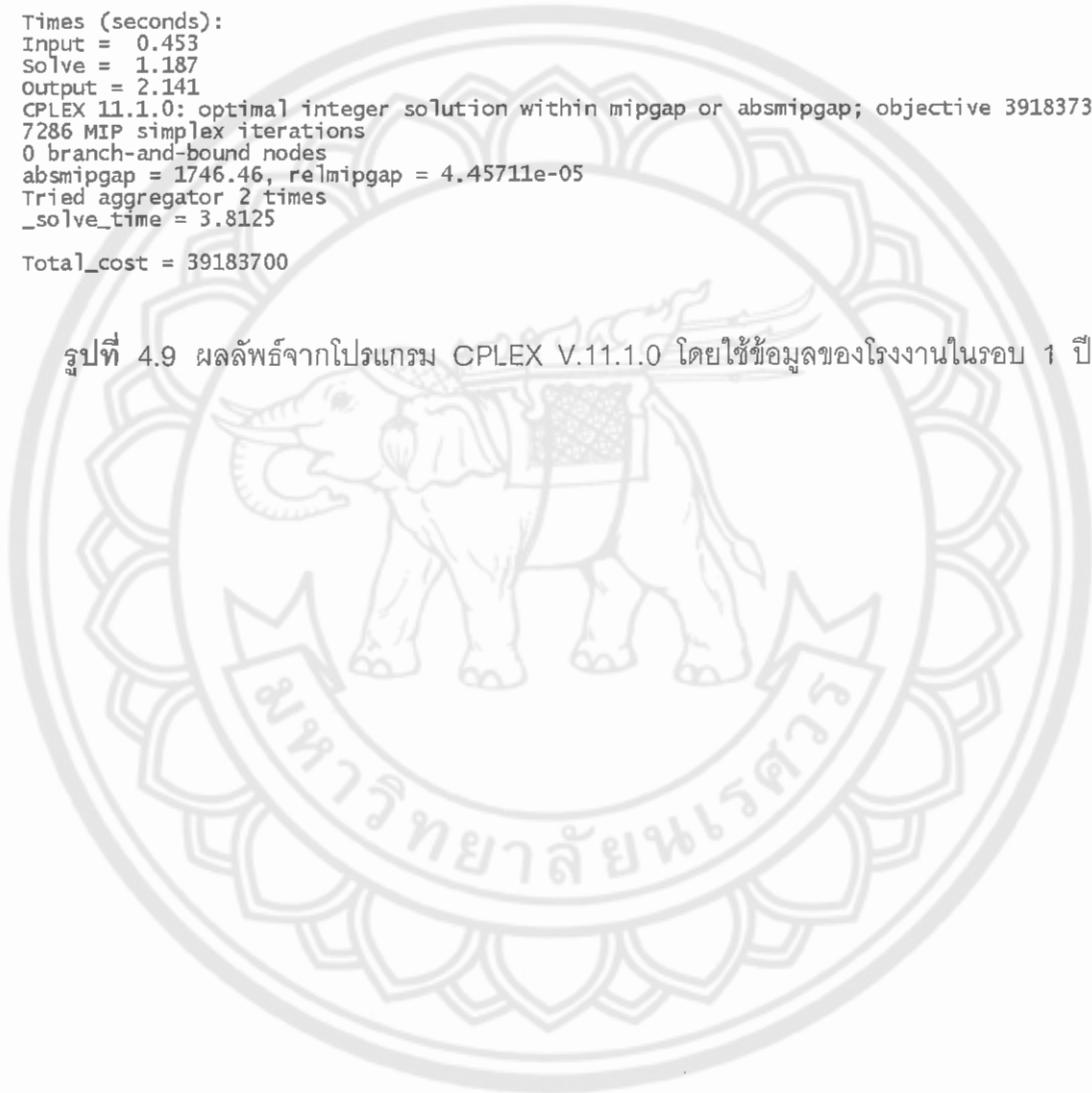 Times (seconds):
Input =  0.453
Solve =  1.187
Output = 2.141
CPLEX 11.1.0: optimal integer solution within mipgap or absmipgap; objective 3918373
7286 MIP simplex iterations
0 branch-and-bound nodes
absmipgap = 1746.46, relmipgap = 4.45711e-05
Tried aggregator 2 times
_solve_time = 3.8125
Total_cost = 39183700
รูปที่ 4.9 ผลลัพธ์จากโปรแกรม CPLEX V.11.1.0 โดยใช้ข้อมูลของโรงงานในรอบ 1 ปี
มหาวิทยาลัยนเรศวร